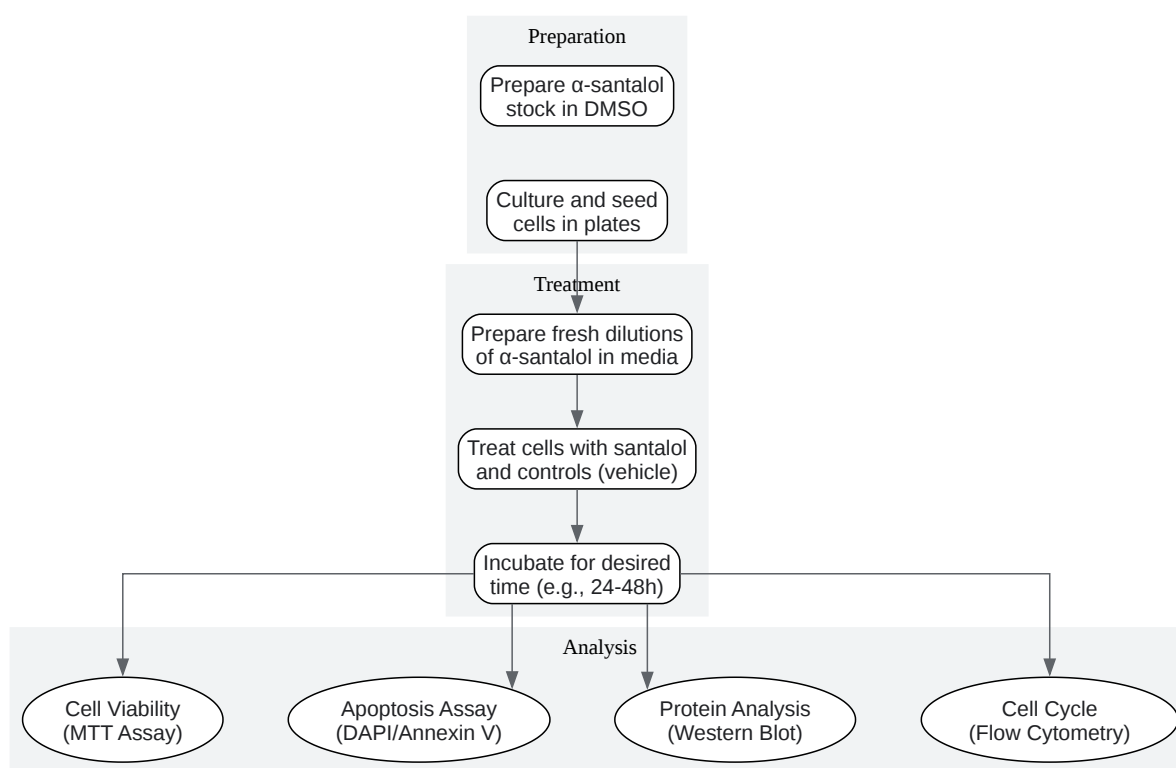 Preparation
Prepare α-santalol
stock in DMSO
Culture and seed
cells in plates
Treatment
Prepare fresh dilutions
of α-santalol in media
Treat cells with santalol
and controls (vehicle)
Incubate for desired
time (e.g., 24-48h)
Analysis
Cell Viability
(MTT Assay)
Apoptosis Assay
(DAPI/Annexin V)
Protein Analysis
(Western Blot)
Cell Cycle
(Flow Cytometry)